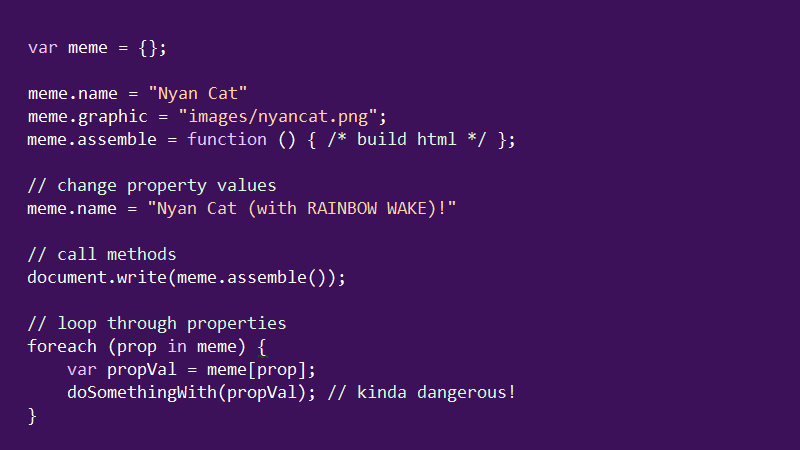 var meme = {};

meme.name = "Nyan Cat"
meme.graphic = "images/nyancat.png";
meme.assemble = function () { /* build html */ };

// change property values
meme.name = "Nyan Cat (with RAINBOW WAKE)!"

// call methods
document.write(meme.assemble());

// loop through properties
foreach (prop in meme) {
    var propVal = meme[prop];
    doSomethingWith(propVal); // kinda dangerous!
}